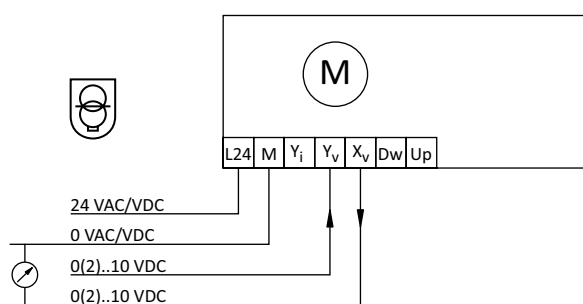 M
L24 M Yi Yv Xv Dw Up
24 VAC/VDC
0 VAC/VDC
0(2)..10 VDC
0(2)..10 VDC